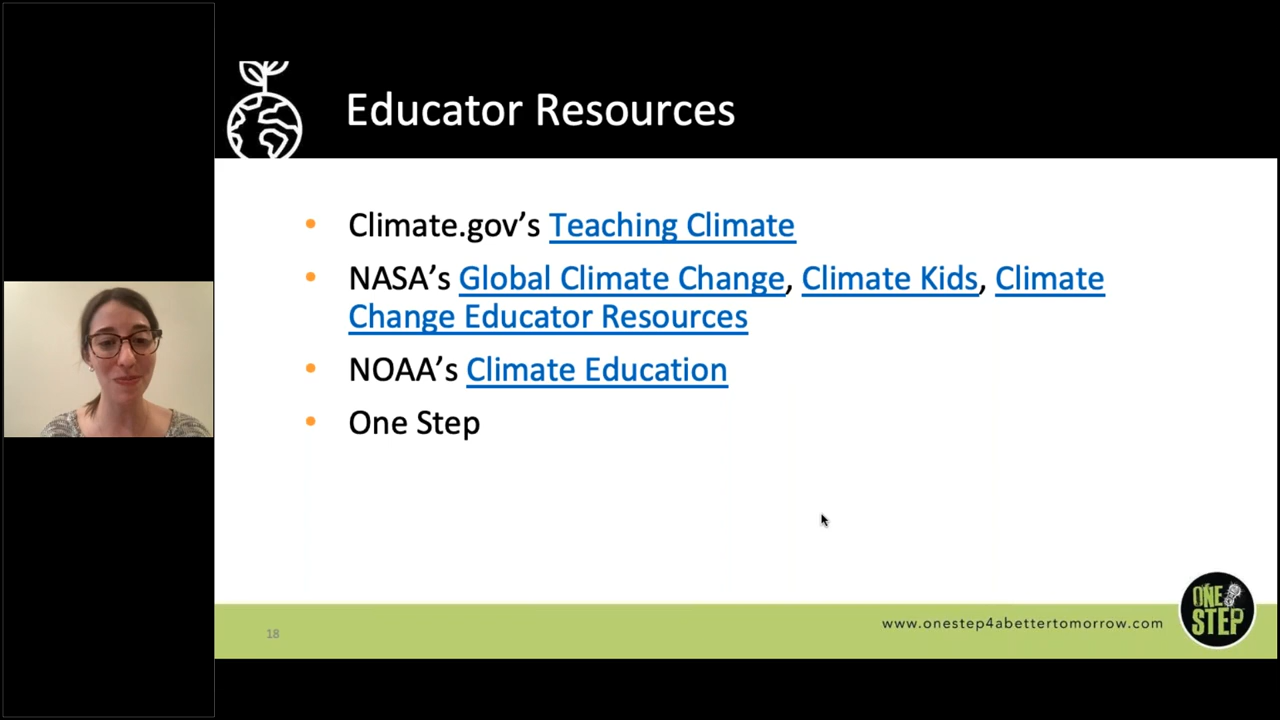 Educator Resources
• Climate.gov’s Teaching Climate
• NASA’s Global Climate Change, Climate Kids, Climate
Change Educator Resources
• NOAA’s Climate Education
• One Step
18
www.onestep4abettertomorrow.com
ONE
STEP